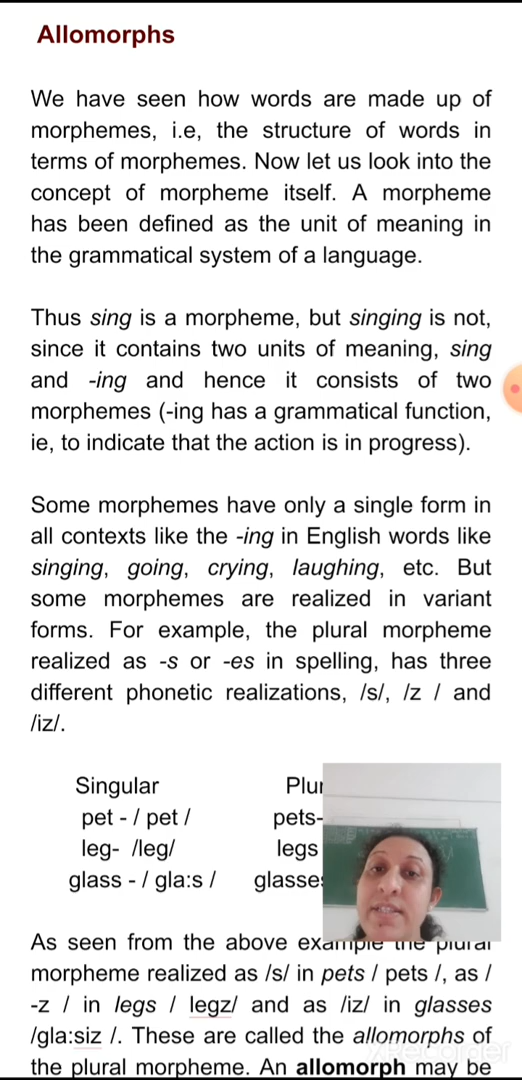 Allomorphs
We have seen how words are made up of
morphemes, i.e, the structure of words in
terms of morphemes. Now let us look into the
concept of morpheme itself. A morpheme
has been defined as the unit of meaning in
the grammatical system of a language.
Thus sing is a morpheme, but singing is not,
since it contains two units of meaning, sing
and -ing and hence it consists of two
morphemes (-ing has a grammatical function,
ie, to indicate that the action is in progress).
Some morphemes have only a single form in
all contexts like the -ing in English words like
singing, going, crying, laughing, etc. But
some morphemes are realized in variant
forms. For example, the plural morpheme
realized as -s or -es in spelling, has three
different phonetic realizations, /s/, /z / and
/iz/.
Singular
pet - / pet / pets-
leg- /leg/ legs
glass - / gla:s /
As seen from the above example the plural
morpheme realized as /s/ in pets / pets /, as /
-z / in legs / legz/ and as /iz/ in glasses
/gla:siz /. These are called the allomorphs of
the plural morpheme. An allomorph may be